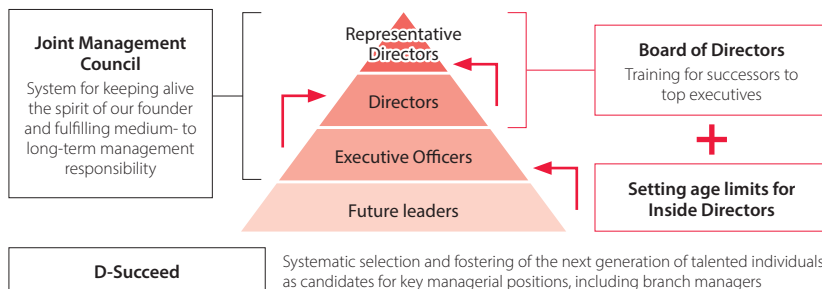 Joint Management
Council
System for keeping alive
the spirit of our founder
and fulfilling medium- to
long-term management
responsibility
Representative
Directors
Directors
Executive Officers
Future leaders
Board of Directors
Training for successors to
top executives
+
Setting age limits for
Inside Directors
D-Succeed
Systematic selection and fostering of the next generation of talented individuals
as candidates for key managerial positions, including branch managers